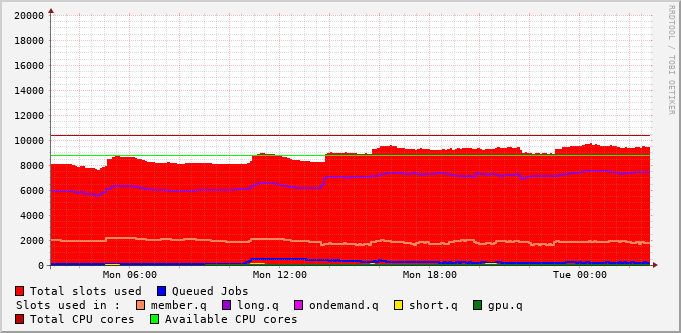 RRDTOOL / TOBI OETIKER
20000
18000
16000
14000
12000
10000
8000
6000
4000
2000
0
Mon 06:00 Mon 12:00 Mon 18:00 Tue 00:00
Total slots used Queued Jobs
Slots used in : member.q long.q ondemand.q short.q gpu.q
Total CPU cores Available CPU cores